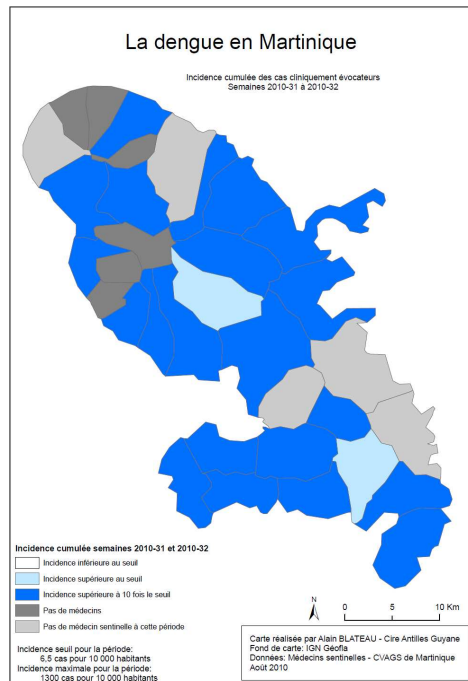 La dengue en Martinique
Incidence cumulée des cas cliniquement évocateurs
Semaines 2010-31 à 2010-32
Incidence cumulée semaines 2010-31 et 2010-32
Incidence inférieure au seuil
Incidence supérieure au seuil
Incidence supérieure à 10 fois le seuil
Pas de médecins
Pas de médecin sentinelle à cette période
Incidence seuil pour la période:
6,5 cas pour 10 000 habitants
Incidence maximale pour la période:
1300 cas pour 10 000 habitants
N
0 5 10 Km
Carte réalisée par Alain BLATEAU - Cire Antilles Guyane
Fond de carte: IGN Géofla
Données: Médecins sentinelles - CVAGS de Martinique
Août 2010